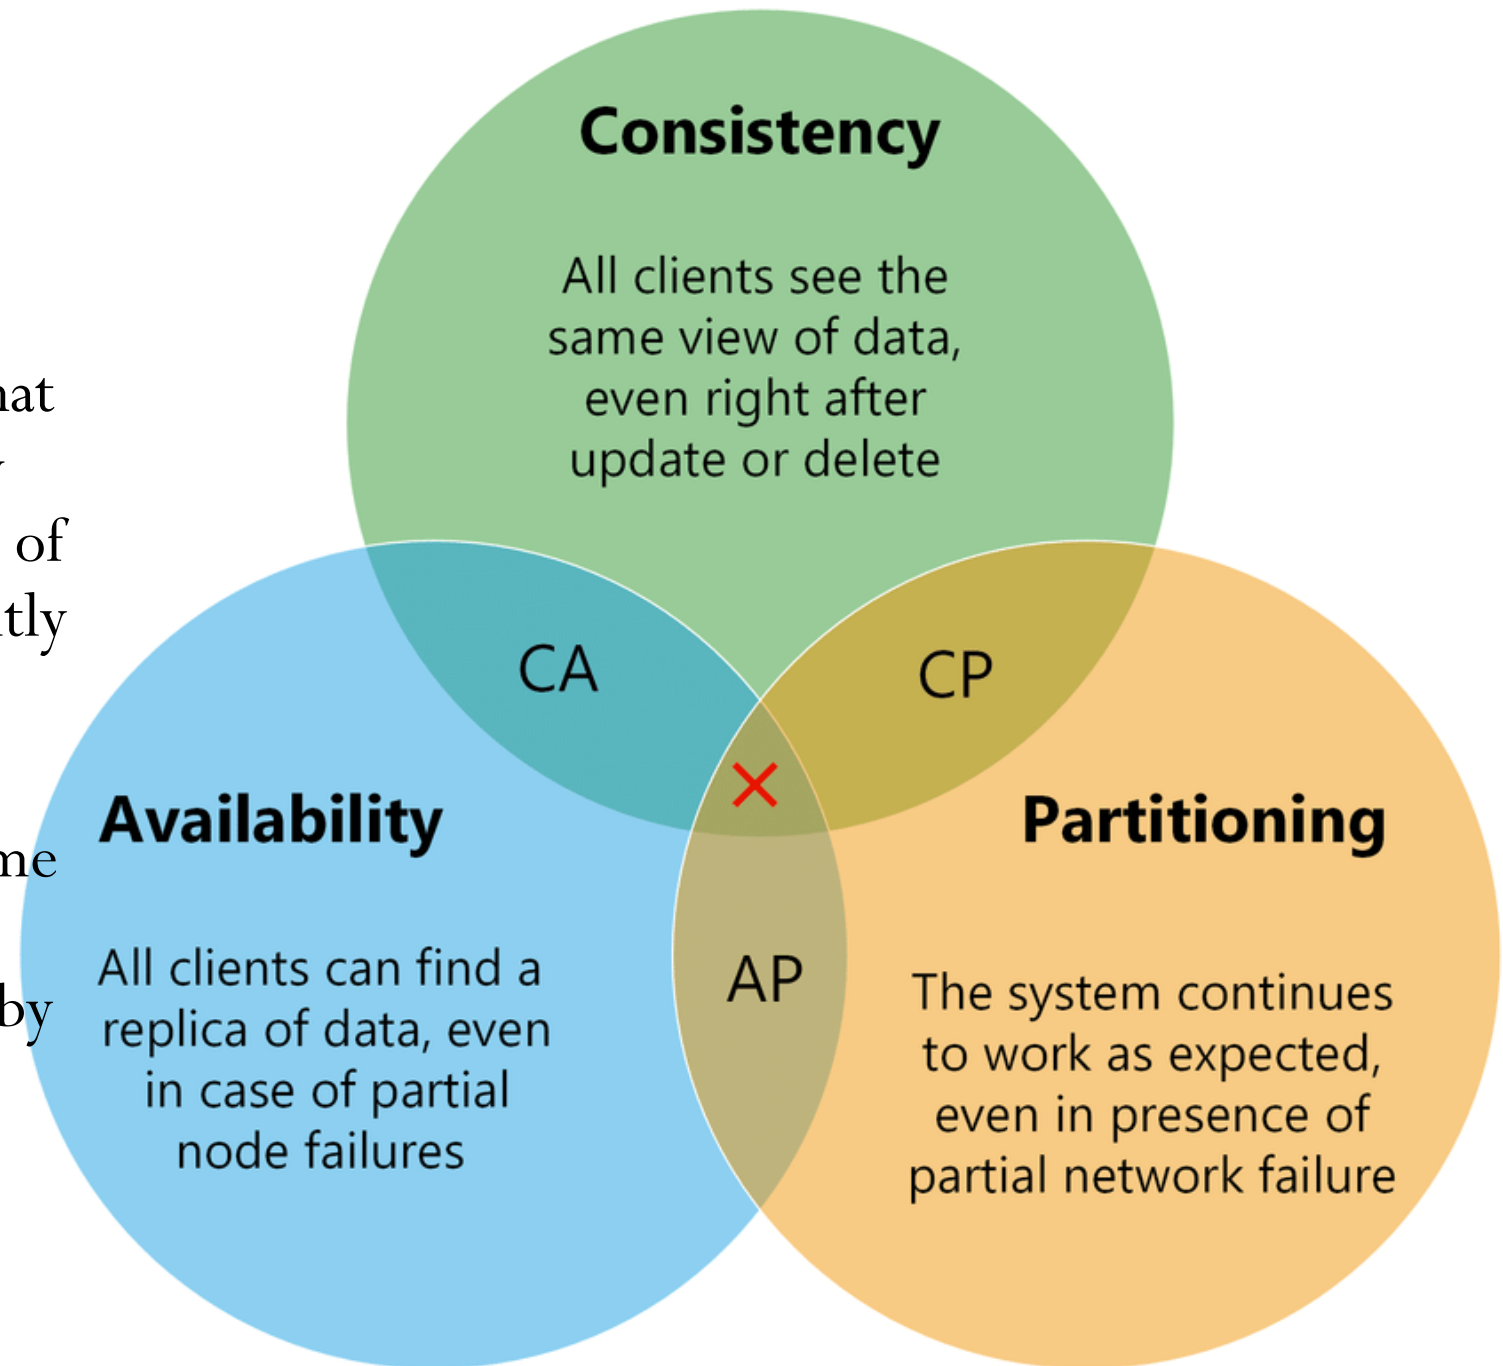 Consistency
All clients see the
same view of data,
even right after
update or delete
of
CA
CP
Availability
Partitioning
All clients can find a
replica of data, even
in case of partial
node failures
by
AP
The system continues
to work as expected,
even in presence of
partial network failure